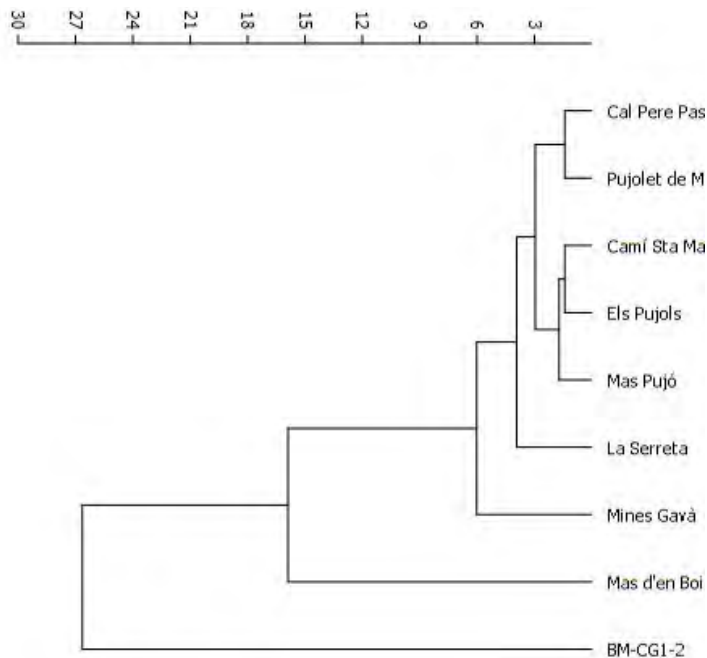 30 27 24 21 18 15 12 9 6 3
Cal Pere Pas
Pujolet de M
Camí Sta Ma
Els Pujols
Mas Pujó
La Serreta
Mines Gavà
Mas d'en Boi
BM-CG1-2